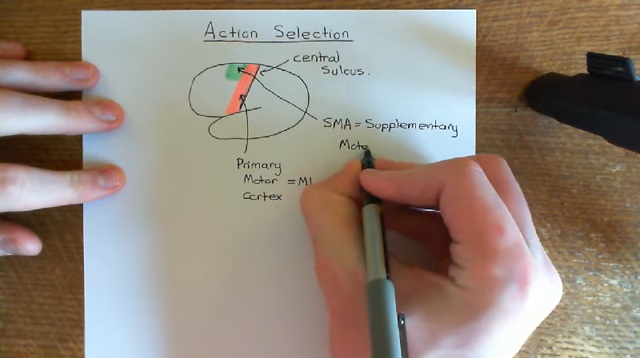 Action Selection
central
Sulcus.
SMA = Supplementary
Moto
Primary
Motor = M1
cortex